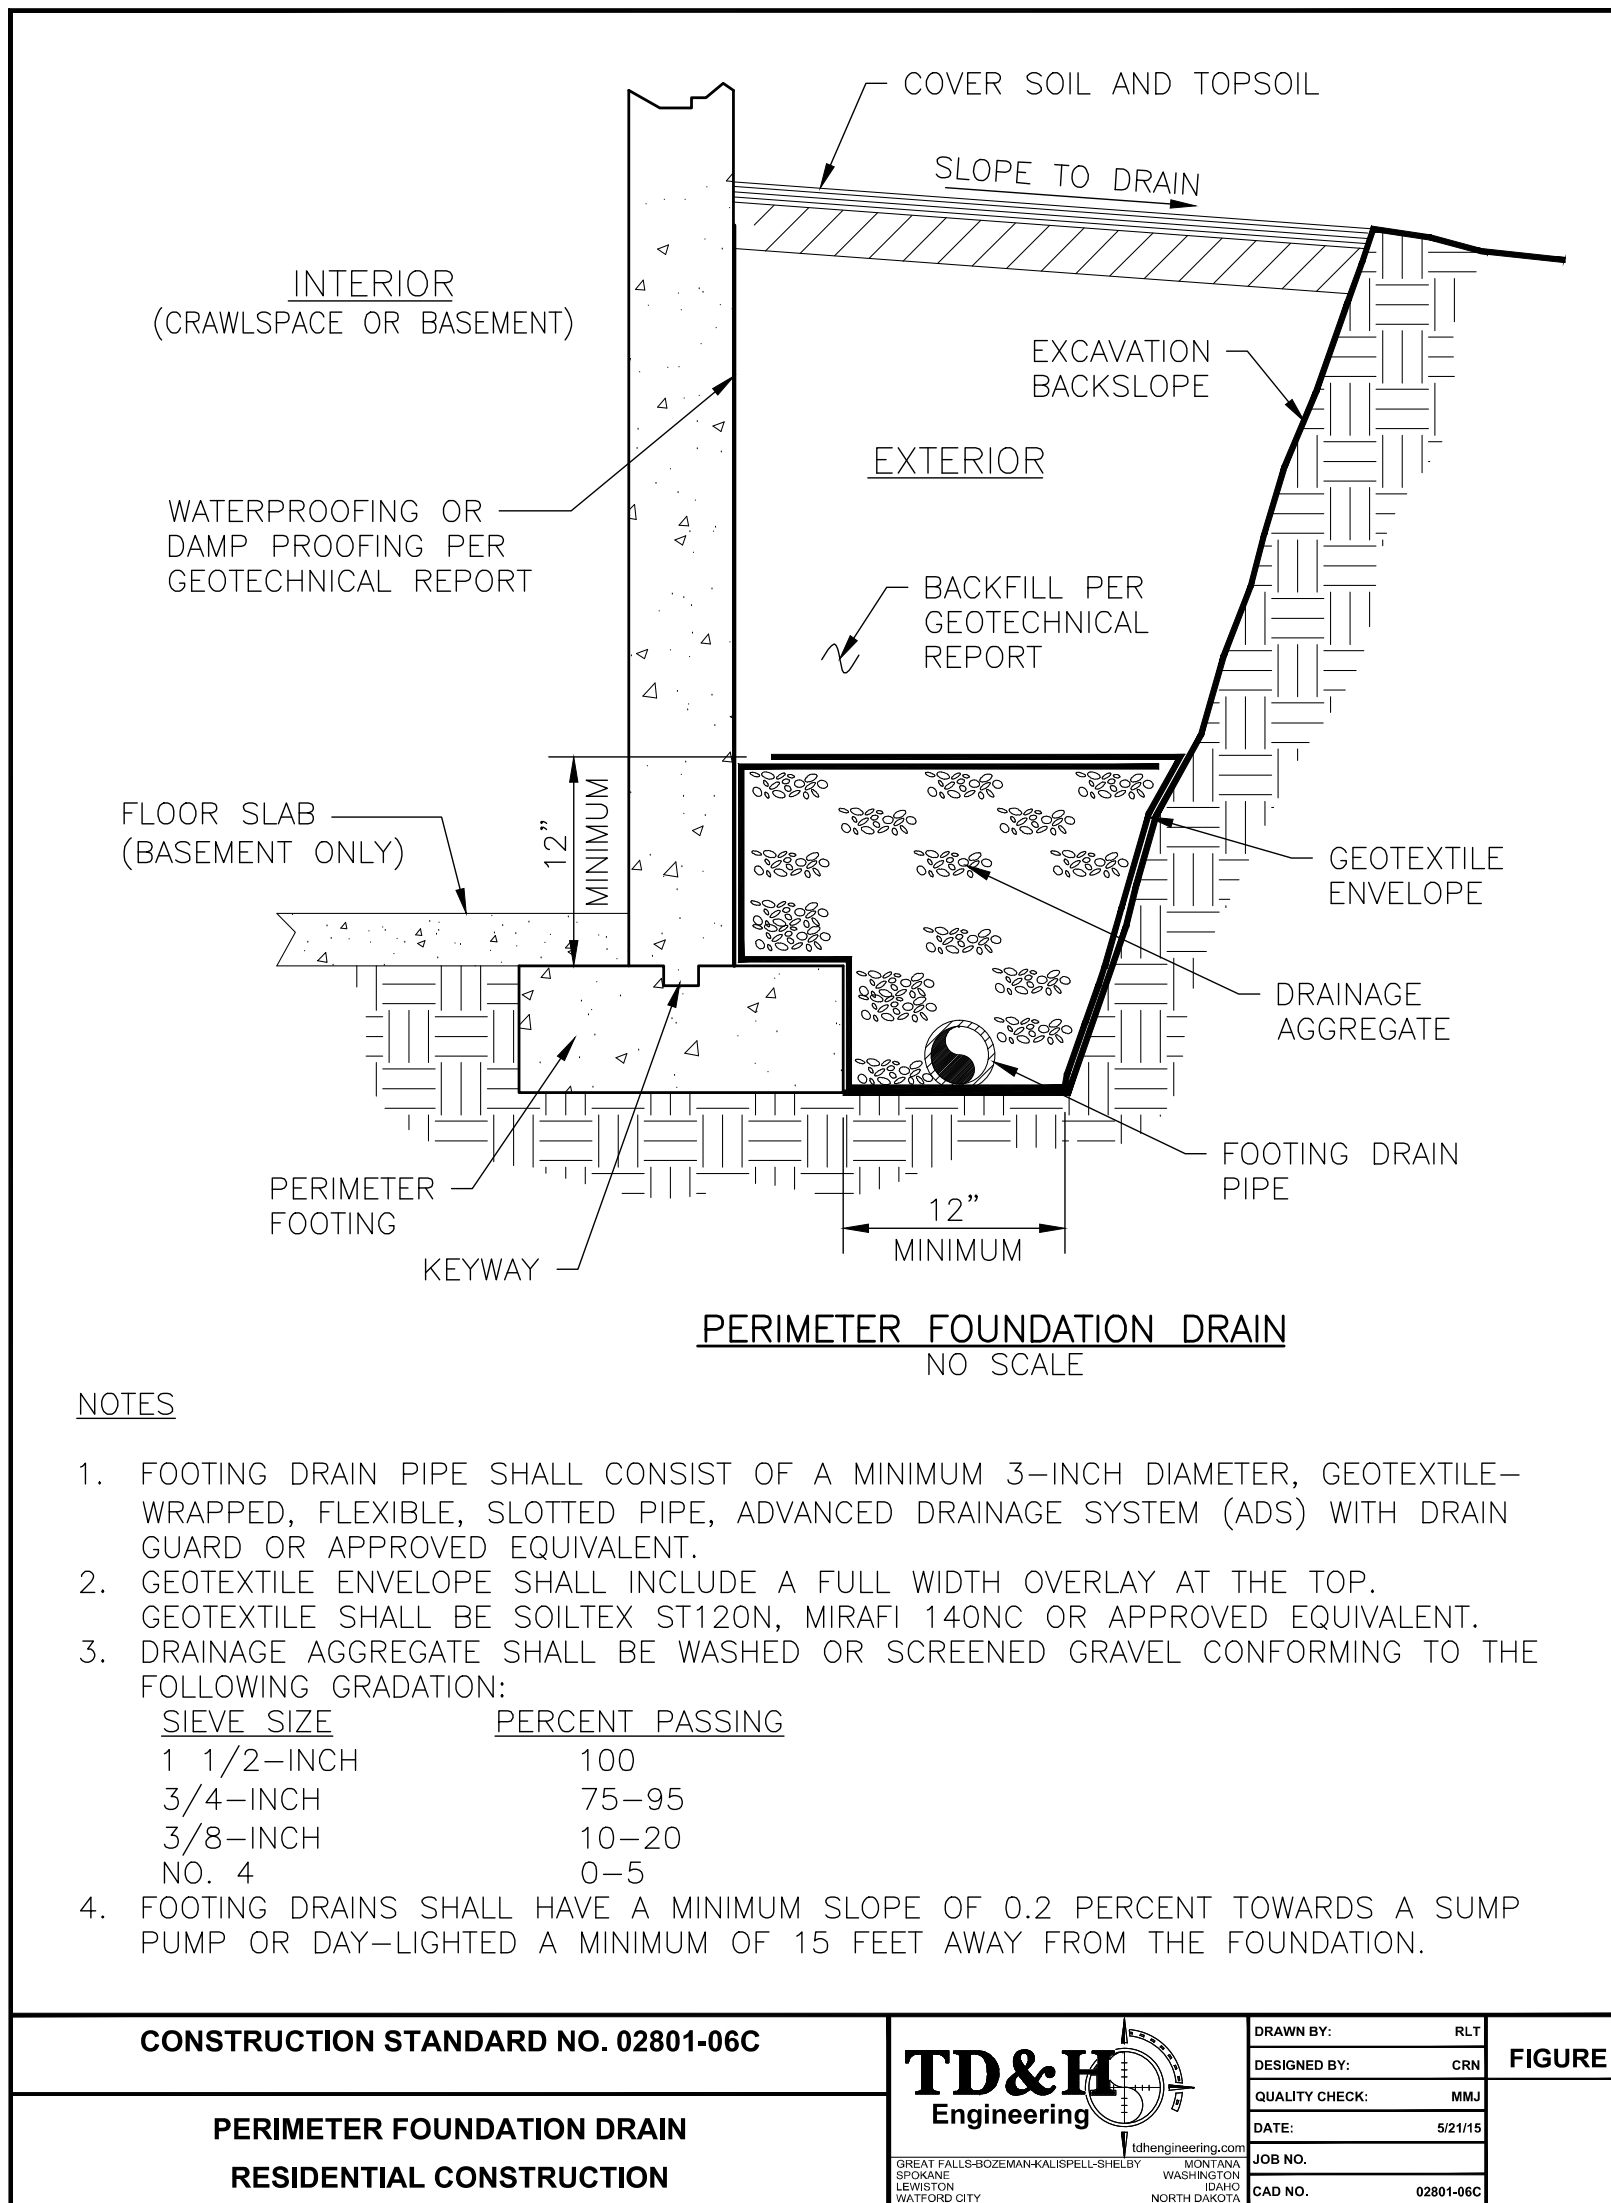 COVER SOIL AND TOPSOIL
SLOPE TO DRAIN
INTERIOR
(CRAWLSPACE OR BASEMENT)
EXCAVATION
BACKSLOPE
EXTERIOR
WATERPROOFING OR
DAMP PROOFING PER
GEOTECHNICAL REPORT
BACKFILL PER
GEOTECHNICAL
REPORT
12”
MINIMUM
FLOOR SLAB
(BASEMENT ONLY)
GEOTEXTILE
ENVELOPE
DRAINAGE
AGGREGATE
FOOTING DRAIN
PIPE
PERIMETER
FOOTING
12”
MINIMUM
KEYWAY
PERIMETER FOUNDATION DRAIN
NO SCALE
NOTES
1. FOOTING DRAIN PIPE SHALL CONSIST OF A MINIMUM 3-INCH DIAMETER, GEOTEXTILE-
WRAPPED, FLEXIBLE, SLOTTED PIPE, ADVANCED DRAINAGE SYSTEM (ADS) WITH DRAIN
GUARD OR APPROVED EQUIVALENT.
2. GEOTEXTILE ENVELOPE SHALL INCLUDE A FULL WIDTH OVERLAY AT THE TOP.
GEOTEXTILE SHALL BE SOILTEX ST120N, MIRAFI 140NC OR APPROVED EQUIVALENT.
3. DRAINAGE AGGREGATE SHALL BE WASHED OR SCREENED GRAVEL CONFORMING TO THE
FOLLOWING GRADATION:
SIEVE SIZE PERCENT PASSING
1 1/2-INCH 100
3/4-INCH 75-95
3/8-INCH 10-20
NO. 4 0-5
4. FOOTING DRAINS SHALL HAVE A MINIMUM SLOPE OF 0.2 PERCENT TOWARDS A SUMP
PUMP OR DAY-LIGHTED A MINIMUM OF 15 FEET AWAY FROM THE FOUNDATION.
CONSTRUCTION STANDARD NO. 02801-06C
PERIMETER FOUNDATION DRAIN
RESIDENTIAL CONSTRUCTION
TD&H
Engineering
tdhengineering.com
GREAT FALLS-BOZEMAN-KALISPELL-SHELBY MONTANA
SPOKANE WASHINGTON
LEWISTON IDAHO
WATFORD CITY NORTH DAKOTA
DRAWN BY: RLT
DESIGNED BY: CRN
QUALITY CHECK: MMJ
DATE: 5/21/15
JOB NO.
CAD NO. 02801-06C
FIGURE